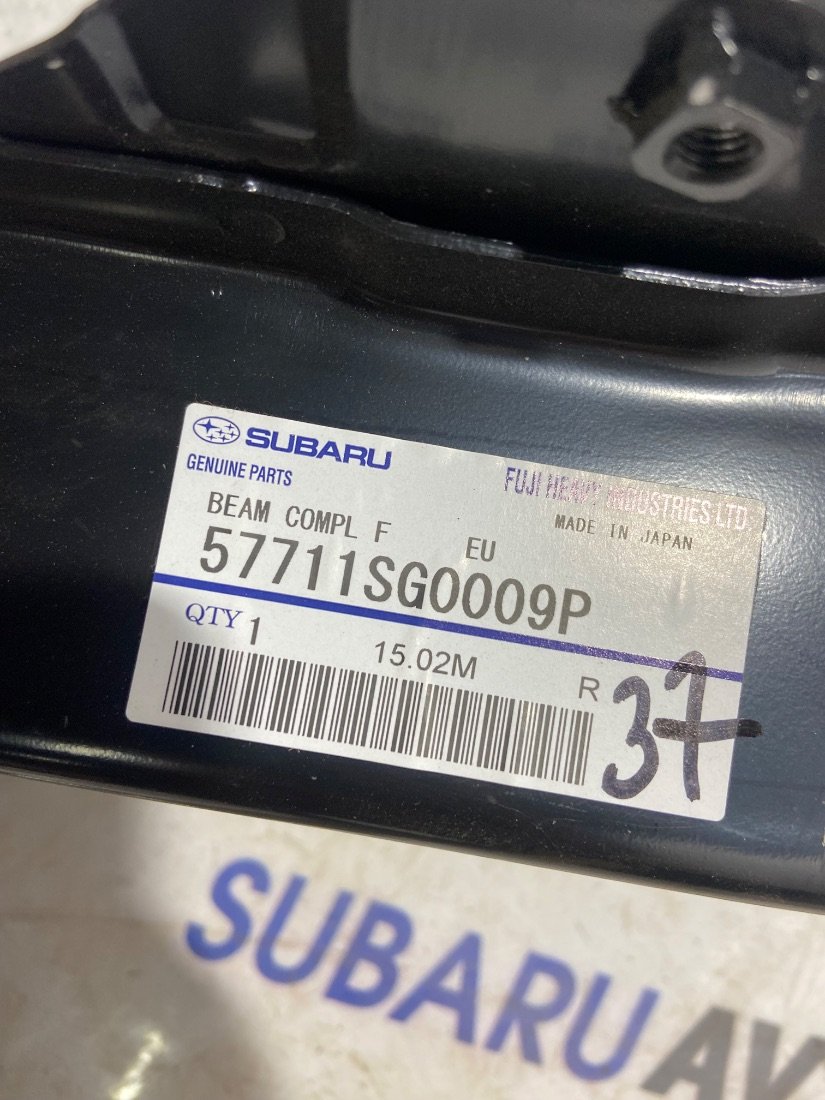 SUBARU
GENUINE PARTS
FUJI HEAVY INDUSTRIES LTD.
MADE IN JAPAN
BEAM COMPL F EU
57711SG0009P
QTY 1
15.02M
R
37
SUBARU